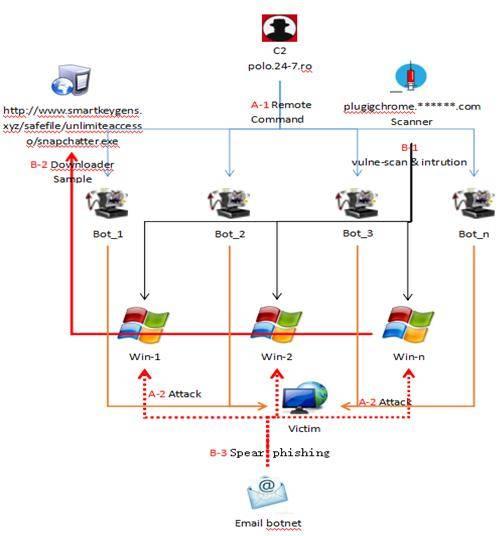 C2
polo.24-7.ro
A-1 Remote
Command
http://www.smartkeygens.
xyz/safefile/unlimiteacces
o/snapchatter.exe
plugigchrome.******.com
Scanner
B-1
vulne-scan & intrution
B-2 Downloader
Sample
Bot_1
Bot_2
Bot_3
Bot_n
Win-1
Win-2
Win-n
A-2 Attack
A-2 Attack
Victim
B-3 Spear phishing
Email botnet